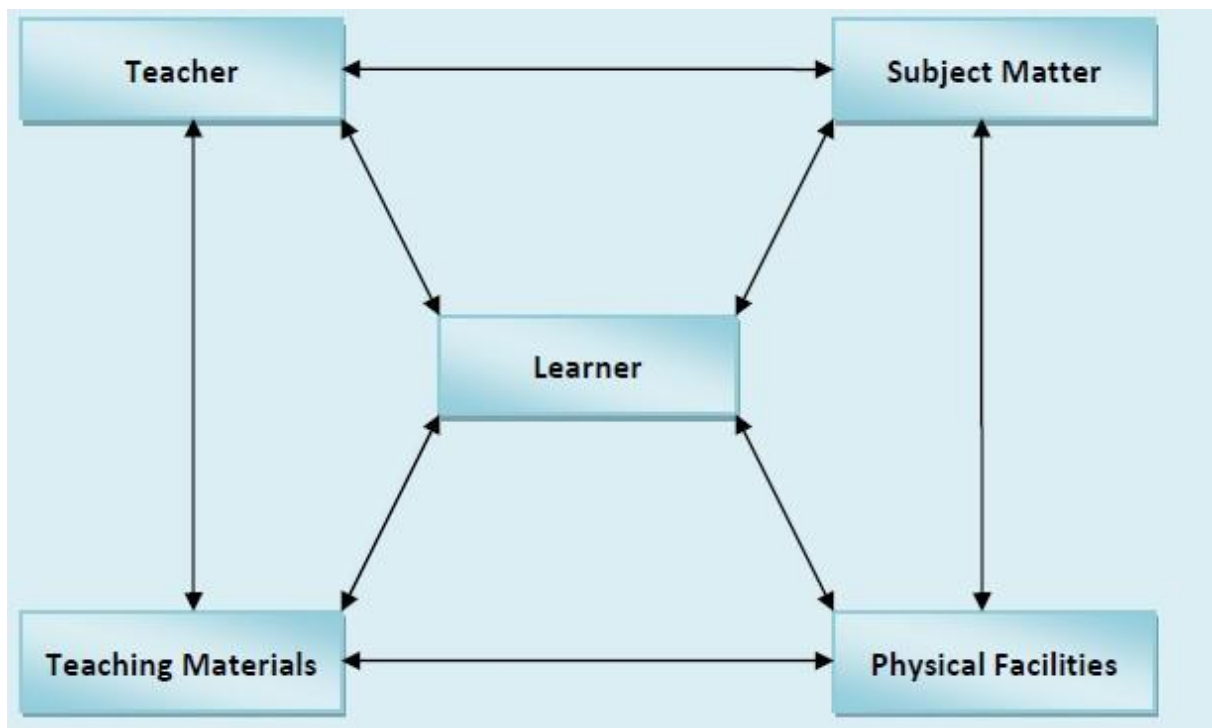 Teacher
Subject Matter
Learner
Teaching Materials
Physical Facilities